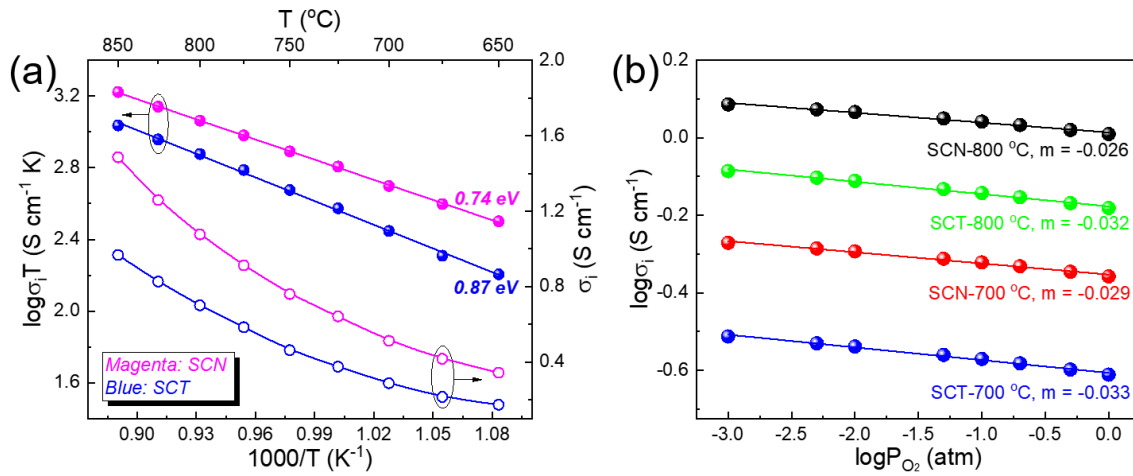 (a)
T (ºC)
850 800 750 700 650
logσᵢT (S cm⁻¹ K)
3.2
2.8
2.4
2.0
1.6
2.0
1.6
1.2
0.8
0.4
σᵢ (S cm⁻¹)
0.74 eV
0.87 eV
Magenta: SCN
Blue: SCT
0.90 0.93 0.96 0.99 1.02 1.05 1.08
1000/T (K⁻¹)
(b)
logσᵢ (S cm⁻¹)
0.2
0.0
-0.2
-0.4
-0.6
SCN-800 ºC, m = -0.026
SCT-800 ºC, m = -0.032
SCN-700 ºC, m = -0.029
SCT-700 ºC, m = -0.033
-3.0 -2.5 -2.0 -1.5 -1.0 -0.5 0.0
logP_O₂ (atm)